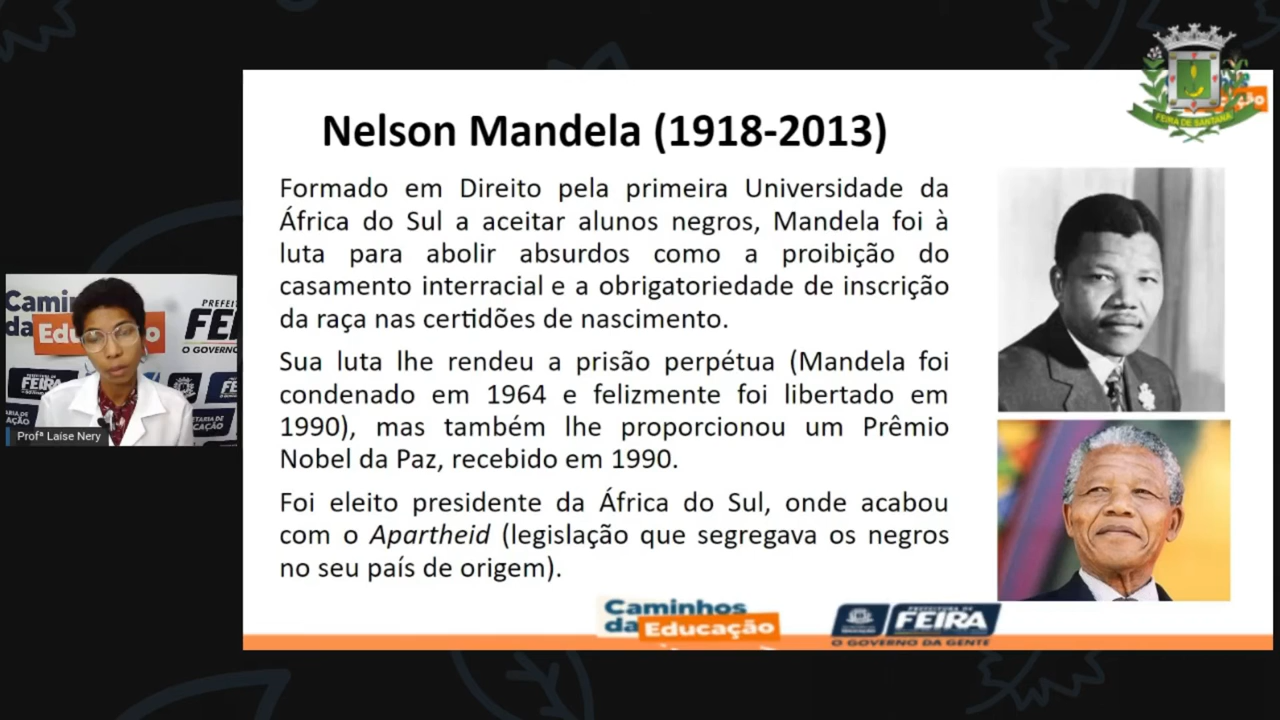 Nelson Mandela (1918-2013)
Formado em Direito pela primeira Universidade da
África do Sul a aceitar alunos negros, Mandela foi à
luta para abolir absurdos como a proibição do
casamento interracial e a obrigatoriedade de inscrição
da raça nas certidões de nascimento.
Sua luta lhe rendeu a prisão perpétua (Mandela foi
condenado em 1964 e felizmente foi libertado em
1990), mas também lhe proporcionou um Prêmio
Nobel da Paz, recebido em 1990.
Foi eleito presidente da África do Sul, onde acabou
com o Apartheid (legislação que segregava os negros
no seu país de origem).
Caminhos
da Educação
PREFEITURA DE
FEIRA
O GOVERNO DA GENTE
FEIRA DE SANTANA
Profª Laise Nery